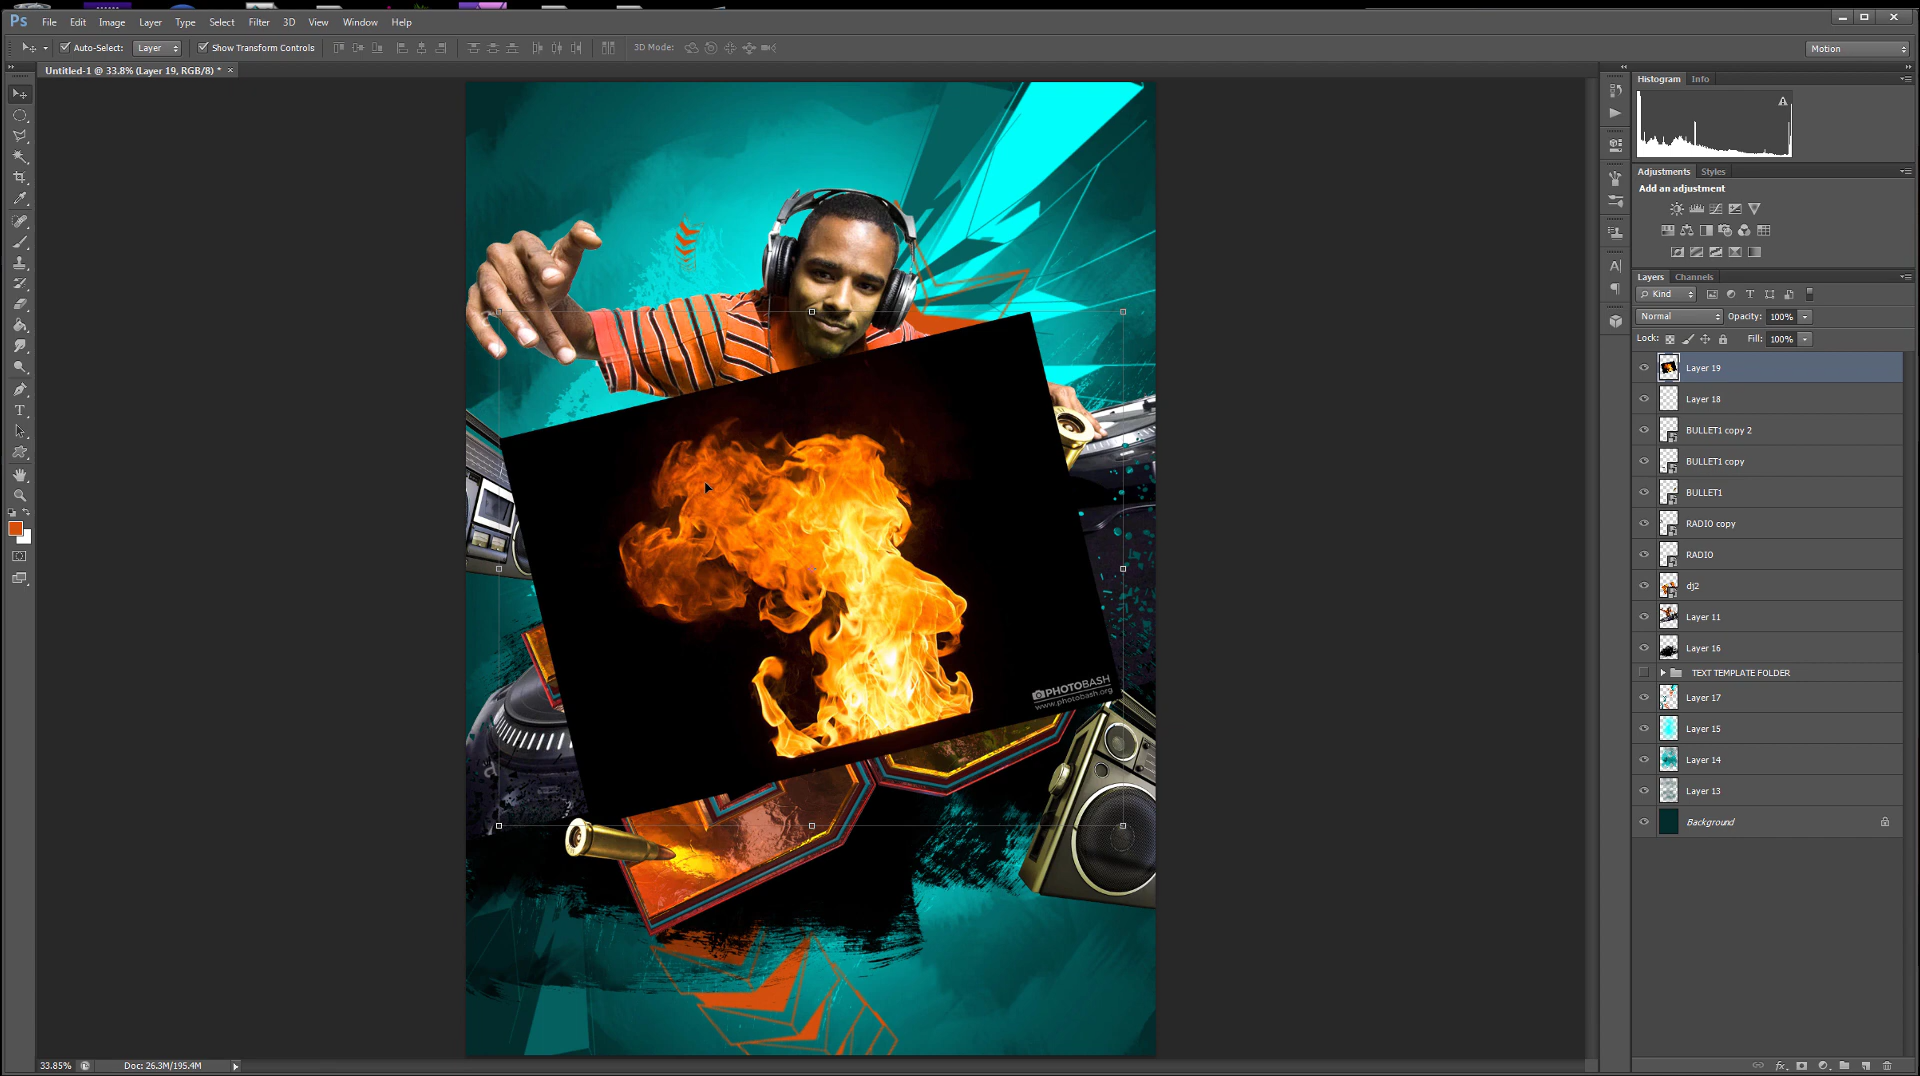 Ps File Edit Image Layer Type Select Filter 3D View Window Help
Auto-Select: Layer Show Transform Controls 3D Mode: Motion
Untitled-1 @ 33.8% (Layer 19, RGB/8) * ×
Histogram Info
Adjustments Styles
Add an adjustment
Layers Channels
Kind
Normal Opacity: 100%
Lock: Fill: 100%
Layer 19
Layer 18
BULLET1 copy 2
BULLET1 copy
BULLET1
RADIO copy
RADIO
dj2
Layer 11
Layer 16
TEXT TEMPLATE FOLDER
Layer 17
Layer 15
Layer 14
Layer 13
Background
PHOTOBASH
www.photobash.org
33.85% Doc: 26.3M/195.4M